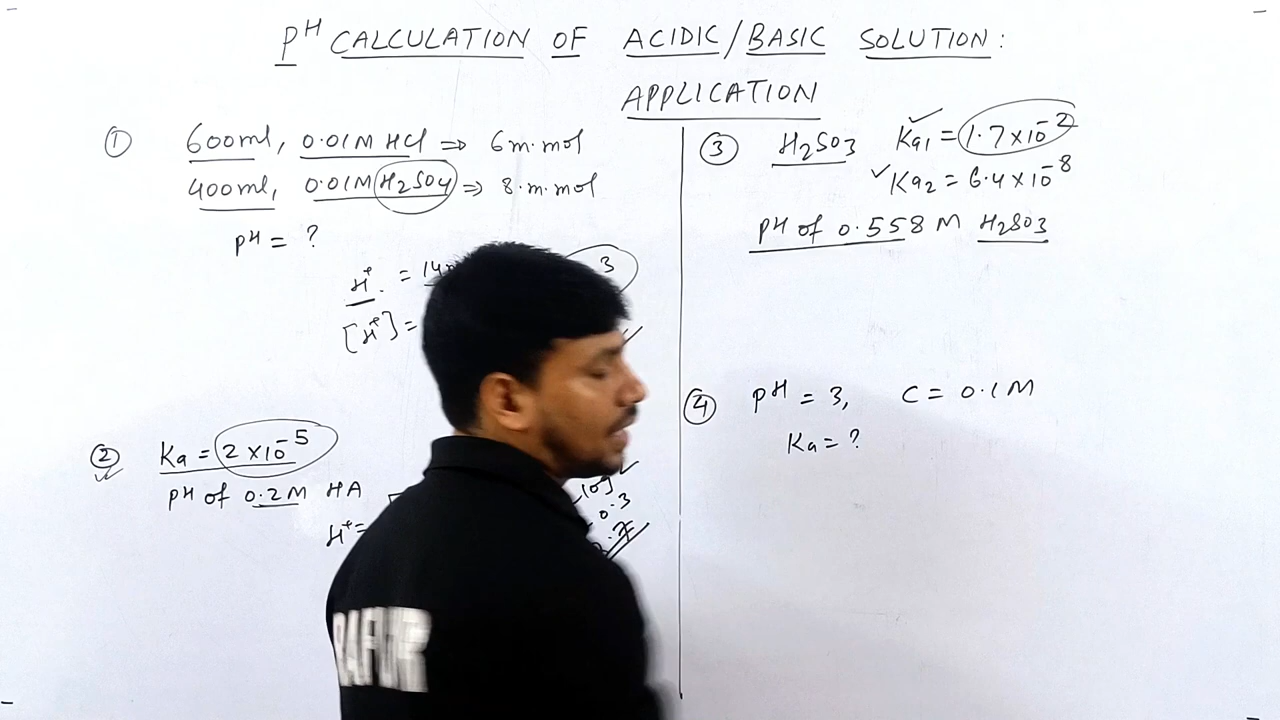 PH CALCULATION OF ACIDIC/BASIC SOLUTION:
APPLICATION
① 600ml, 0.01M HCl ⇒ 6m.mol
400ml, 0.01M H2SO4 ⇒ 8.m.mol
PH = ?
H+ = 14
3
[H+] =
② Ka = 2×10-5
PH of 0.2M HA
H+=
0.3
③ H2SO3 Ka1 = 1.7×10-2
Ka2 = 6.4×10-8
PH of 0.558 M H2SO3
④ PH = 3, C = 0.1M
Ka = ?